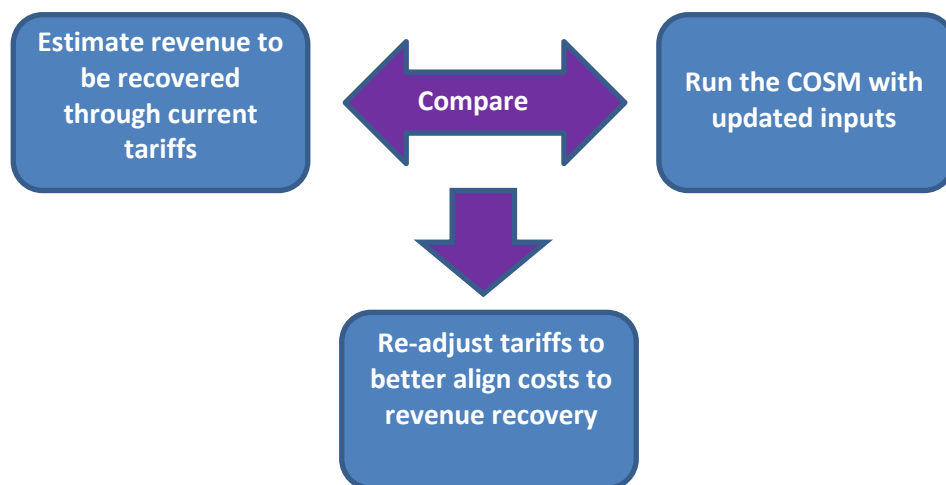 Estimate revenue to
be recovered
through current
tariffs
Compare
Run the COSM with
updated inputs
Re-adjust tariffs to
better align costs to
revenue recovery